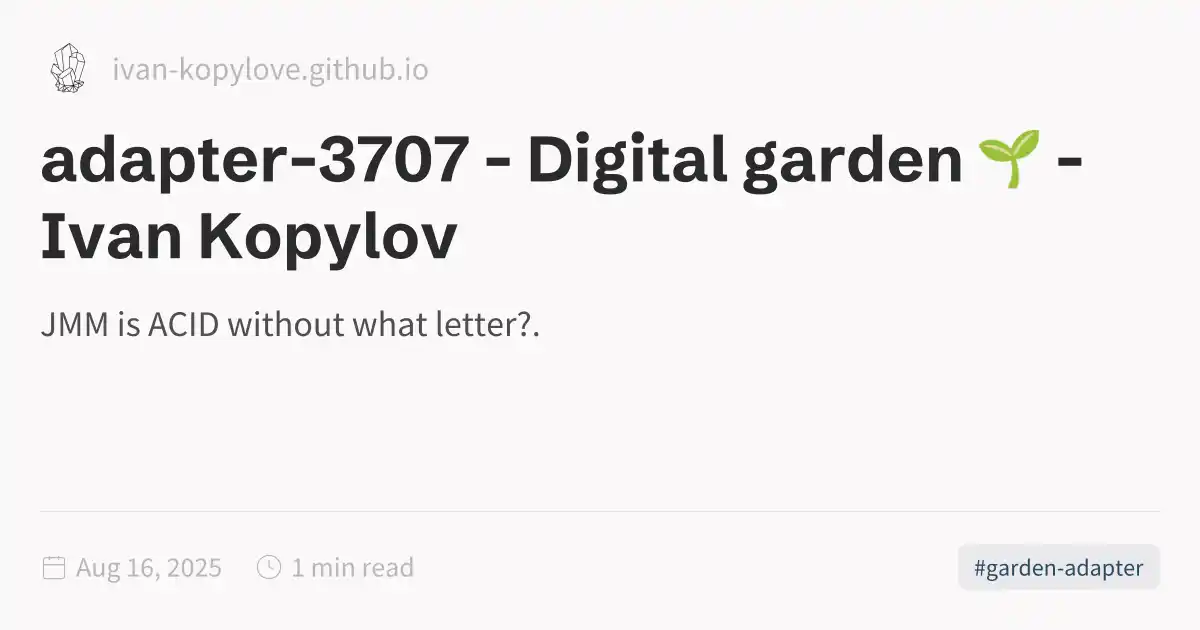 ivan-kopylove.github.io
adapter-3707 - Digital garden 🌱 -
Ivan Kopylov
JMM is ACID without what letter?.
Aug 16, 2025
1 min read
#garden-adapter